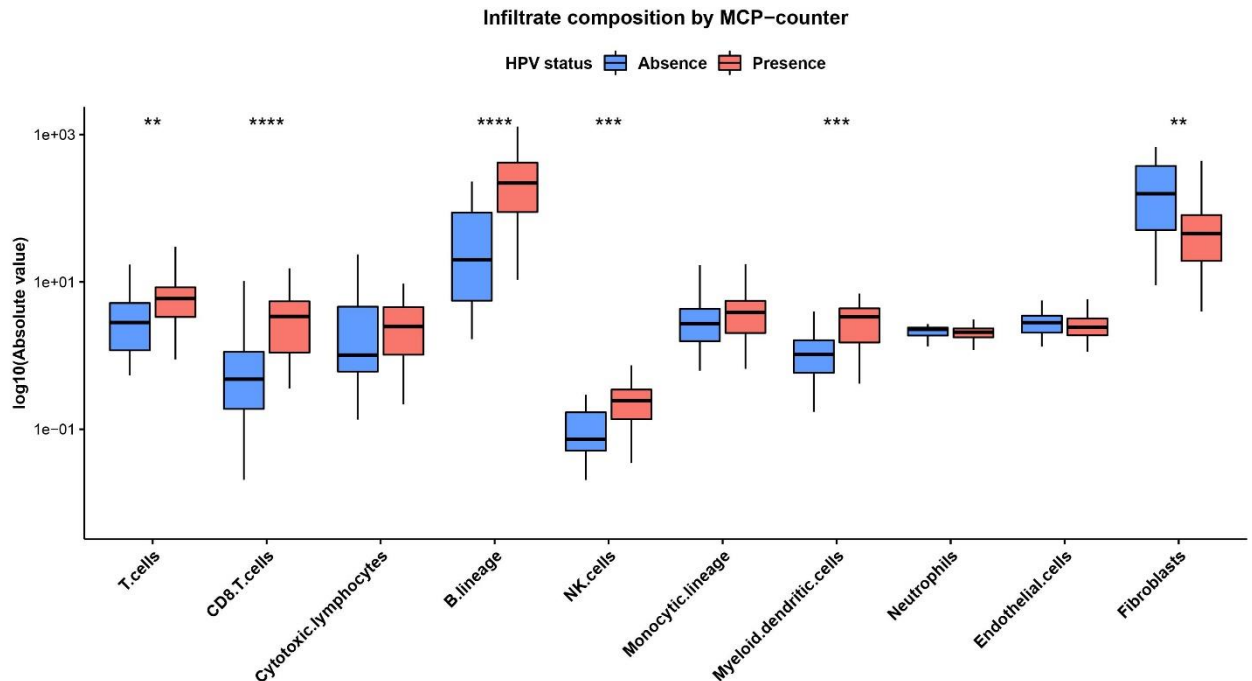 Infiltrate composition by MCP−counter
HPV status Absence Presence
** **** **** *** *** **
1e+03
1e+01
1e−01
log10(Absolute value)
T.cells
CD8.T.cells
Cytotoxic.lymphocytes
B.lineage
NK.cells
Monocytic.lineage
Myeloid.dendritic.cells
Neutrophils
Endothelial.cells
Fibroblasts